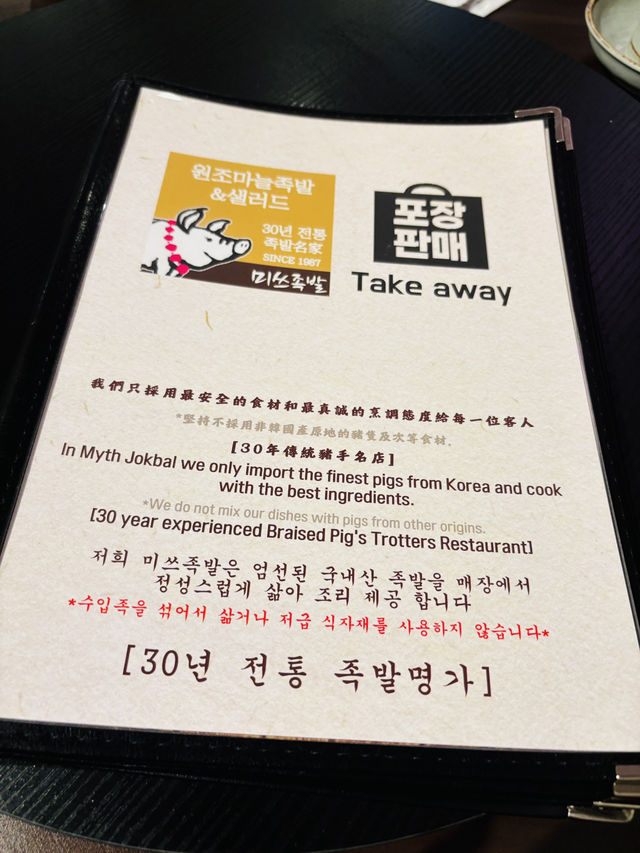 원조마늘족발
&샐러드
30년 전통
족발名家
SINCE 1987
미쓰족발
포장
판매
Take away
我們只採用最安全的食材和最真誠的烹調態度給每一位客人
*堅持不採用非韓國產原地的豬隻及次等食材.
[30年傳統豬手名店]
In Myth Jokbal we only import the finest pigs from Korea and cook
with the best ingredients.
*We do not mix our dishes with pigs from other origins.
[30 year experienced Braised Pig's Trotters Restaurant]
저희 미쓰족발은 엄선된 국내산 족발을 매장에서
정성스럽게 삶아 조리 제공 합니다
*수입족을 섞어서 삶거나 저급 식자재를 사용하지 않습니다*
[30년 전통 족발명가]